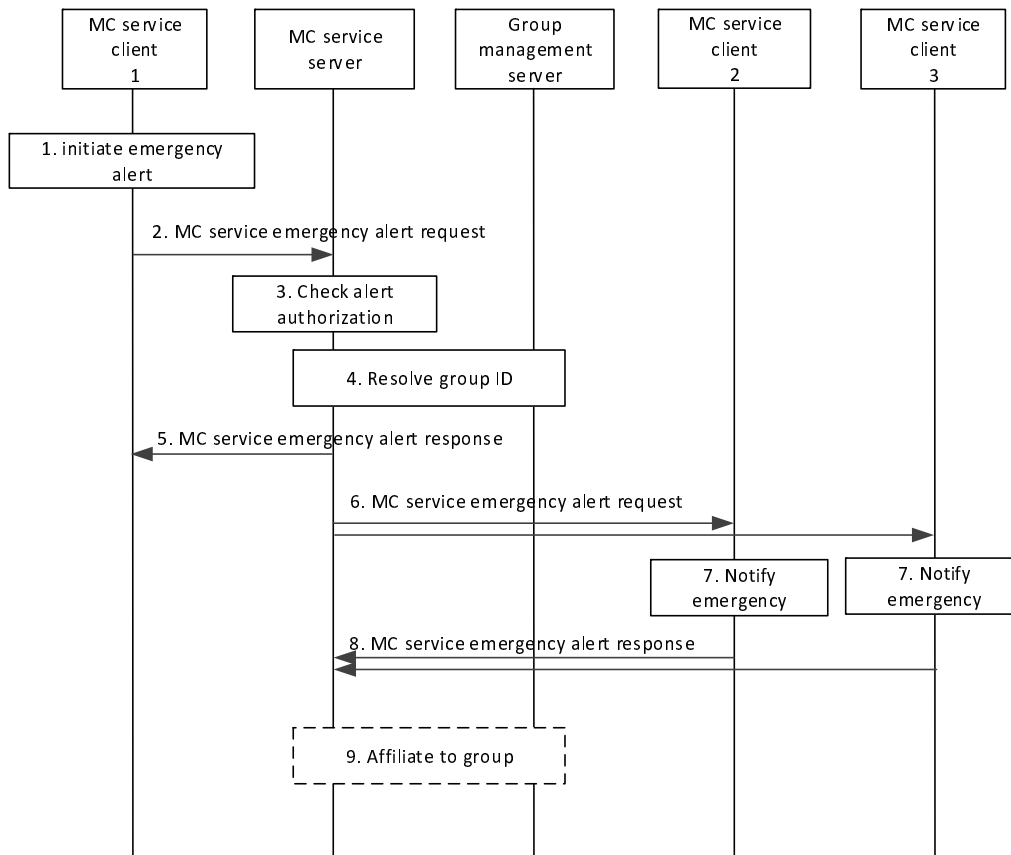 MC service
client
1
MC service
server
Group
management
server
MC service
client
2
MC service
client
3
1. initiate emergency
alert
2. MC service emergency alert request
3. Check alert
authorization
4. Resolve group ID
5. MC service emergency alert response
6. MC service emergency alert request
7. Notify
emergency
7. Notify
emergency
8. MC service emergency alert response
9. Affiliate to group